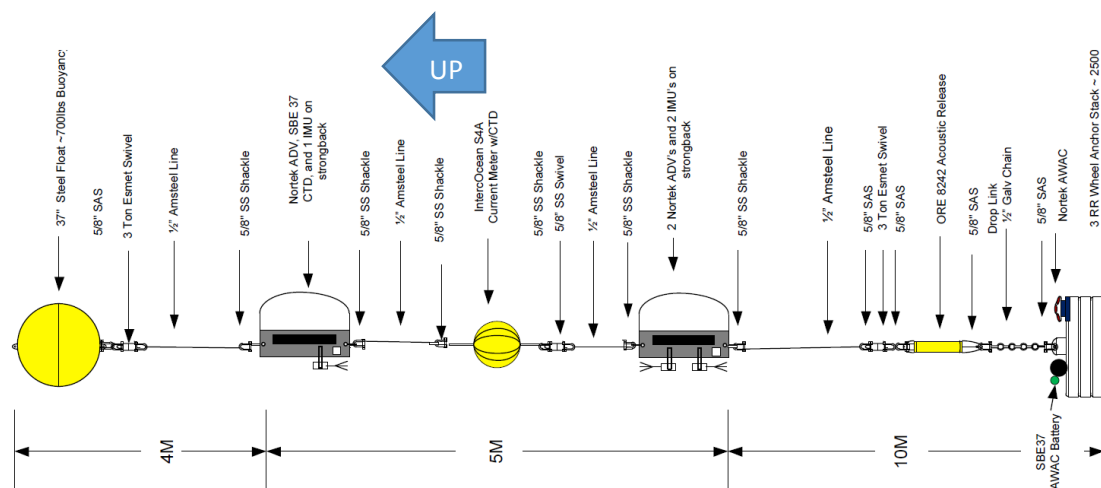 UP
37" Steel Float ~700lbs Buoyancy
5/8" SAS
3 Ton Esmet Swivel
½" Amsteel Line
5/8" SS Shackle
Nortek ADV, SBE 37
CTD, and 1 IMU on
strongback
5/8" SS Shackle
½" Amsteel Line
5/8" SS Shackle
InterocOcean S4A
Current Meter w/CTD
5/8" SS Shackle
5/8" SS Swivel
½" Amsteel Line
5/8" SS Shackle
2 Nortek ADV's and 2 IMU's on
strongback
5/8" SS Shackle
½" Amsteel Line
5/8" SAS
3 Ton Esmet Swivel
5/8" SAS
ORE 8242 Acoustic Release
5/8" SAS
Drop Link
½" Galv Chain
5/8" SAS
Nortek AWAC
3 RR Wheel Anchor Stack ~ 2500
4M
5M
10M
SBE37
AWAC Battery